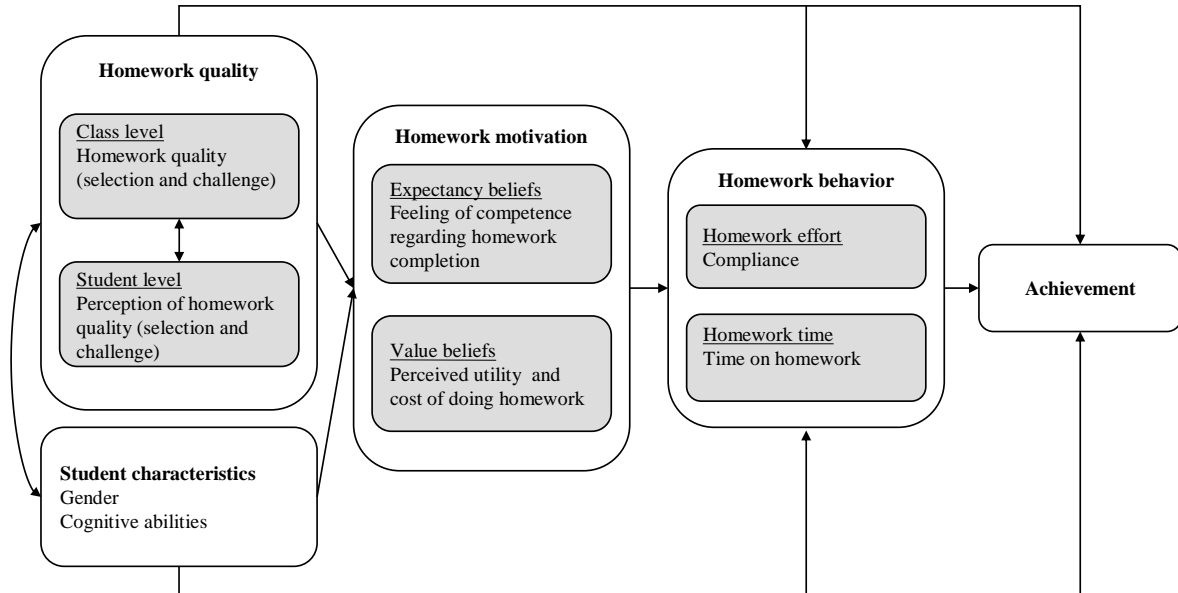 Homework quality
Class level
Homework quality
(selection and challenge)
Student level
Perception of homework
quality (selection and
challenge)
Student characteristics
Gender
Cognitive abilities
Homework motivation
Expectancy beliefs
Feeling of competence
regarding homework
completion
Value beliefs
Perceived utility and
cost of doing homework
Homework behavior
Homework effort
Compliance
Homework time
Time on homework
Achievement